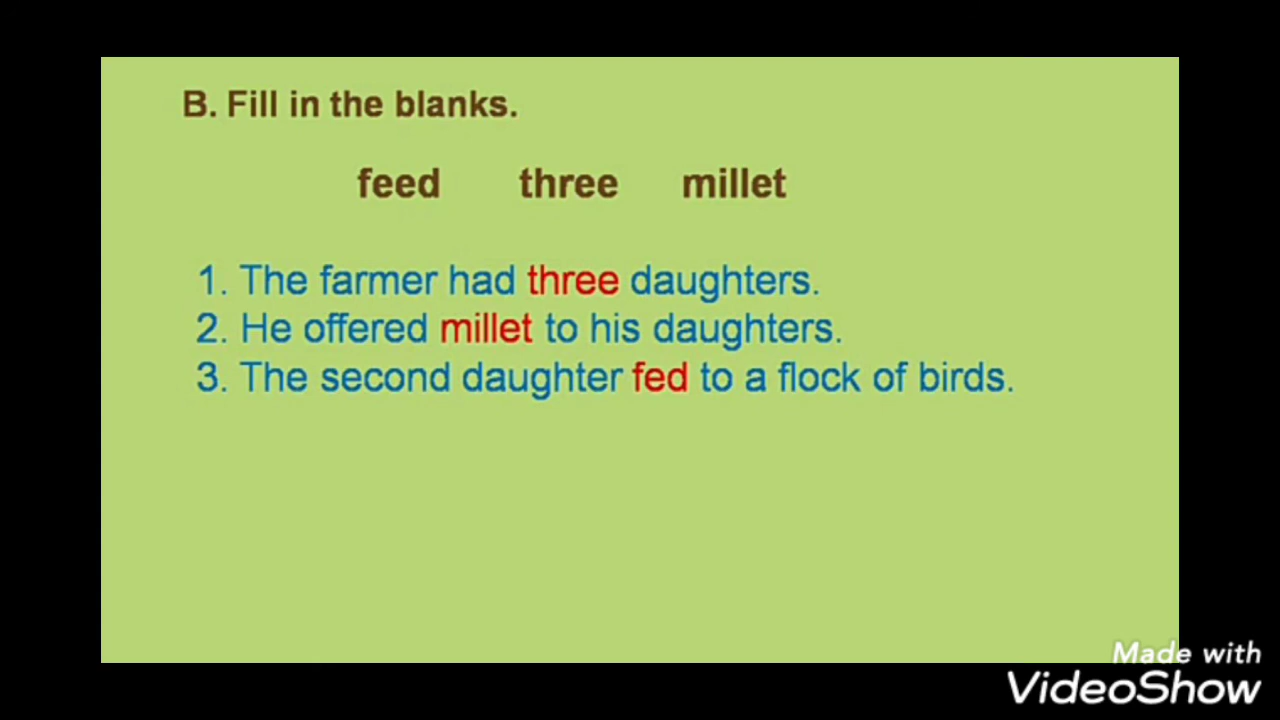 B. Fill in the blanks.
feed three millet
1. The farmer had three daughters.
2. He offered millet to his daughters.
3. The second daughter fed to a flock of birds.
Made with
VideoShow